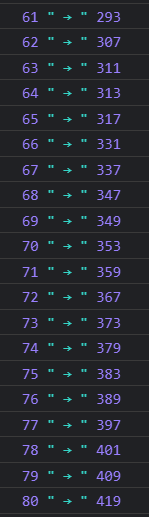 61 " → " 293
62 " → " 307
63 " → " 311
64 " → " 313
65 " → " 317
66 " → " 331
67 " → " 337
68 " → " 347
69 " → " 349
70 " → " 353
71 " → " 359
72 " → " 367
73 " → " 373
74 " → " 379
75 " → " 383
76 " → " 389
77 " → " 397
78 " → " 401
79 " → " 409
80 " → " 419